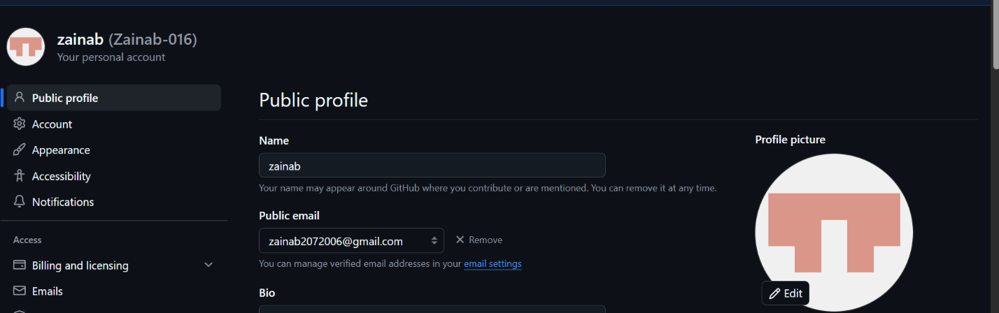 zainab (Zainab-016)
Your personal account
Public profile
Account
Appearance
Accessibility
Notifications
Access
Billing and licensing
Emails
Public profile
Name
zainab
Your name may appear around GitHub where you contribute or are mentioned. You can remove it at any time.
Public email
zainab2072006@gmail.com
Remove
You can manage verified email addresses in your email settings
Bio
Profile picture
Edit